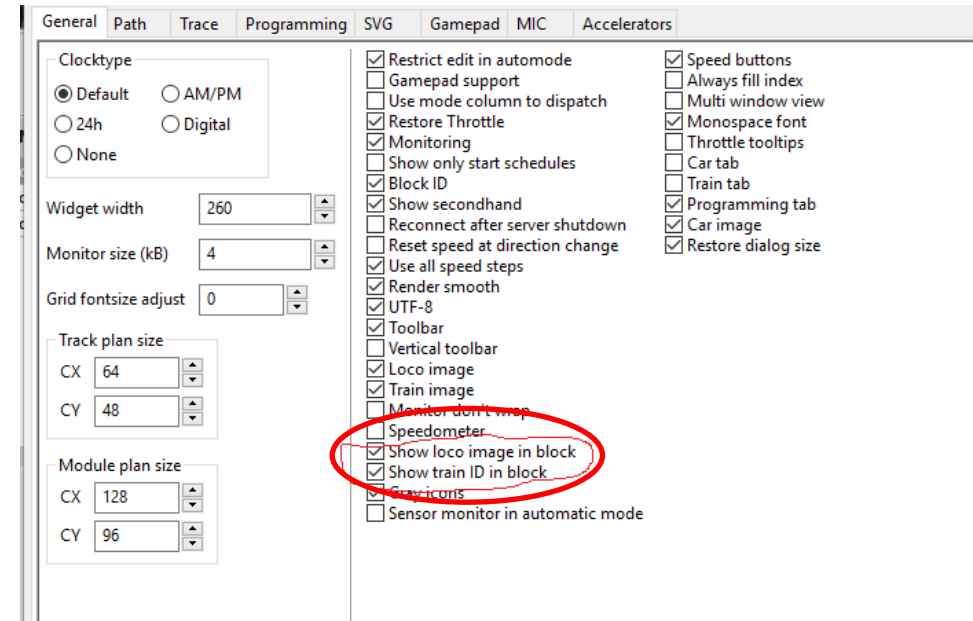 General Path Trace Programming SVG Gamepad MIC Accelerators
Clocktype
Default AM/PM
24h Digital
None
Widget width 260
Monitor size (kB) 4
Grid fontsize adjust 0
Track plan size
CX 64
CY 48
Module plan size
CX 128
CY 96
Restrict edit in automode
Gamepad support
Use mode column to dispatch
Restore Throttle
Monitoring
Show only start schedules
Block ID
Show secondhand
Reconnect after server shutdown
Reset speed at direction change
Use all speed steps
Render smooth
UTF-8
Toolbar
Vertical toolbar
Loco image
Train image
Monitor don't wrap
Speedometer
Show loco image in block
Show train ID in block
Gray icons
Sensor monitor in automatic mode
Speed buttons
Always fill index
Multi window view
Monospace font
Throttle tooltips
Car tab
Train tab
Programming tab
Car image
Restore dialog size